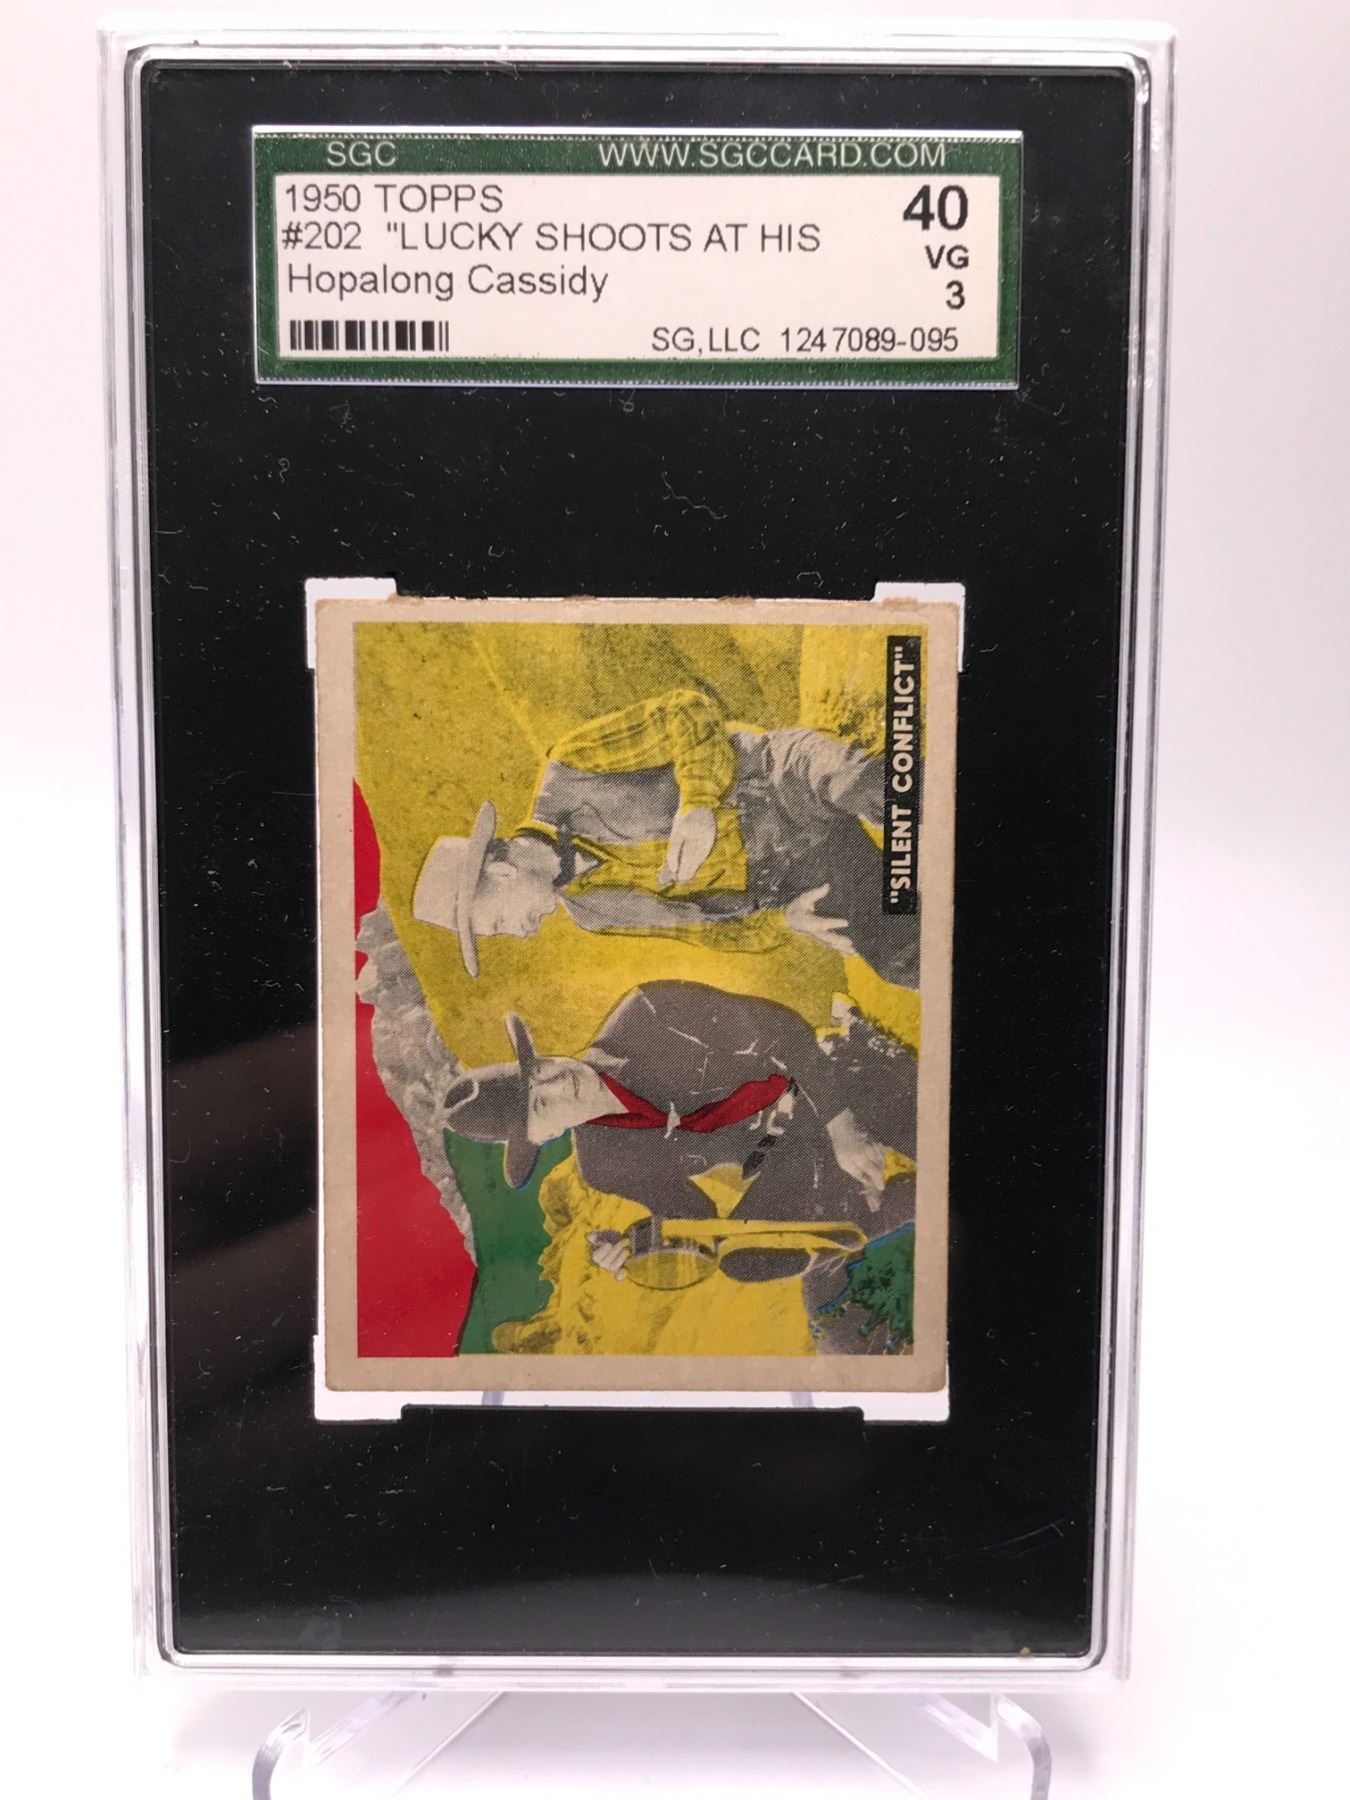 SGC WWW.SGCCARD.COM
1950 TOPPS 40
#202 "LUCKY SHOOTS AT HIS VG
Hopalong Cassidy 3
SG,LLC 1247089-095
"SILENT CONFLICT"